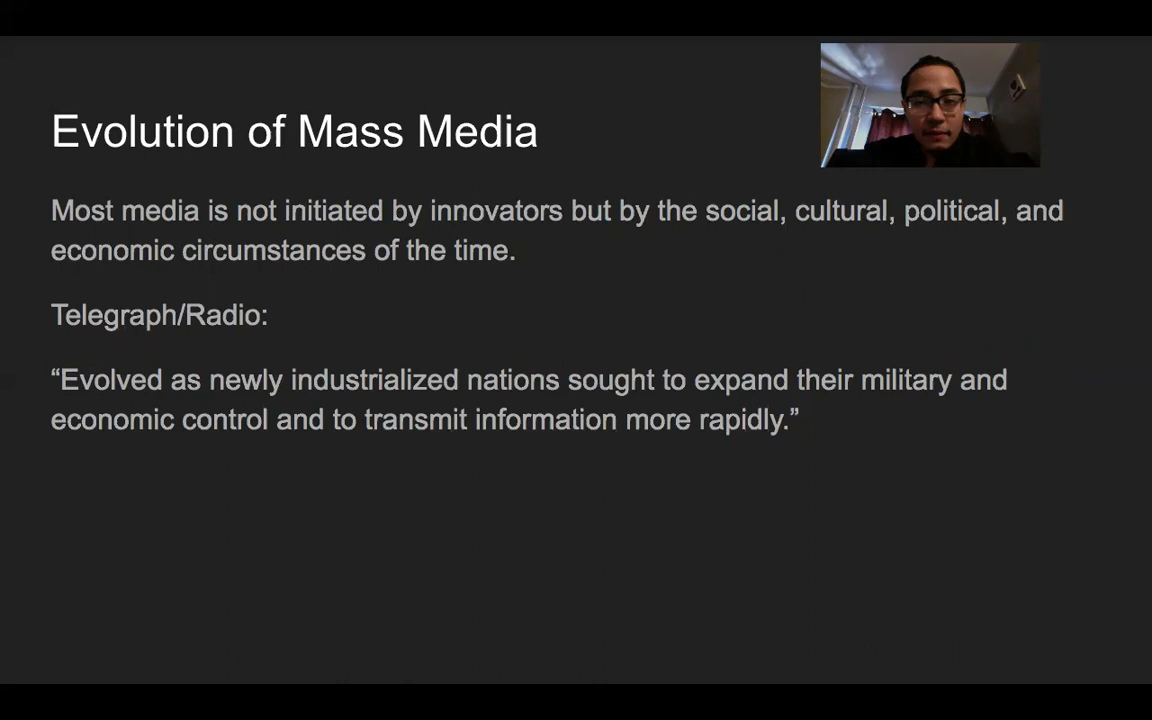 Evolution of Mass Media
Most media is not initiated by innovators but by the social, cultural, political, and
economic circumstances of the time.
Telegraph/Radio:
“Evolved as newly industrialized nations sought to expand their military and
economic control and to transmit information more rapidly.”